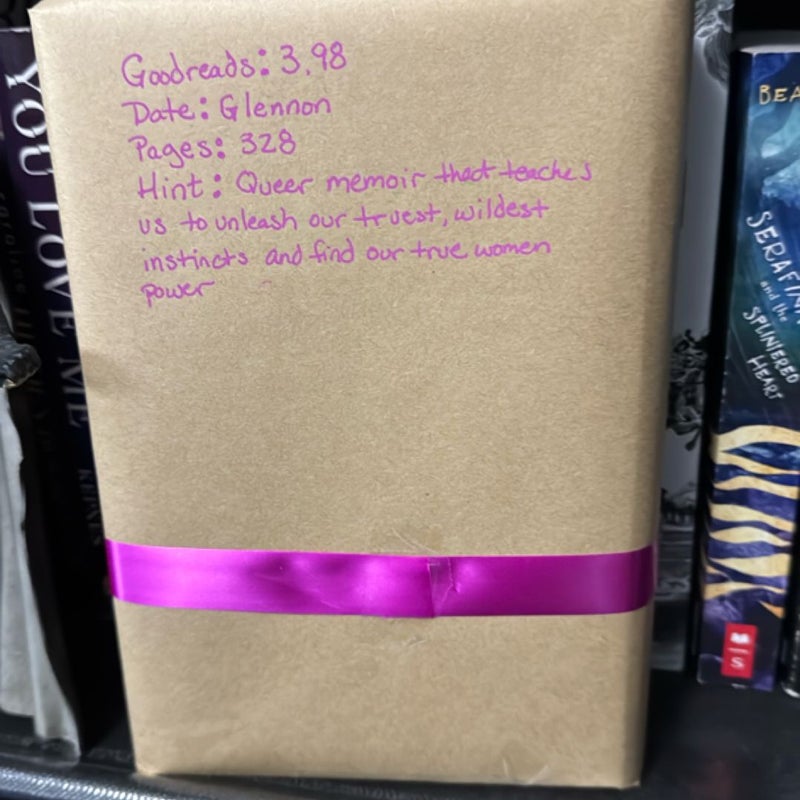 Goodreads: 3.98
Date: Glennon
Pages: 328
Hint: Queer memoir that teaches
us to unleash our truest, wildest
instincts and find our true women
power
YOU LOVE ME
KEPNES
BEA
SERAFINA
and the
SPLINTERED
HEART
S